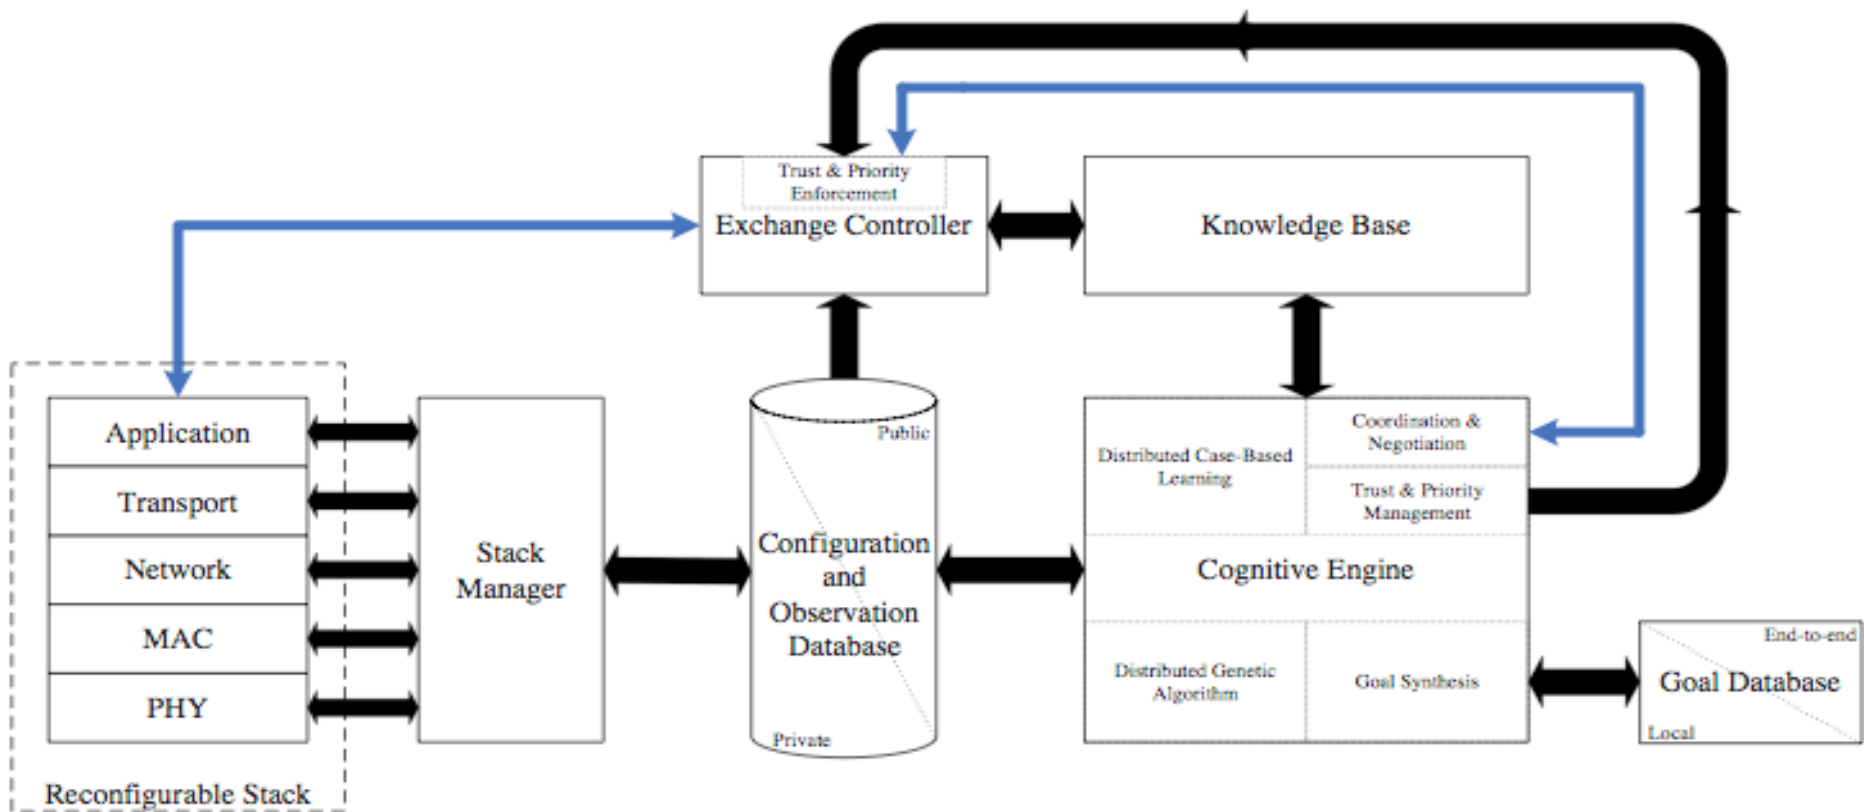 Trust & Priority
Enforcement
Exchange Controller
Knowledge Base
Application
Transport
Network
MAC
PHY
Reconfigurable Stack
Stack
Manager
Public
Configuration
and
Observation
Database
Private
Distributed Case-Based
Learning
Coordination &
Negotiation
Trust & Priority
Management
Cognitive Engine
Distributed Genetic
Algorithm
Goal Synthesis
End-to-end
Goal Database
Local